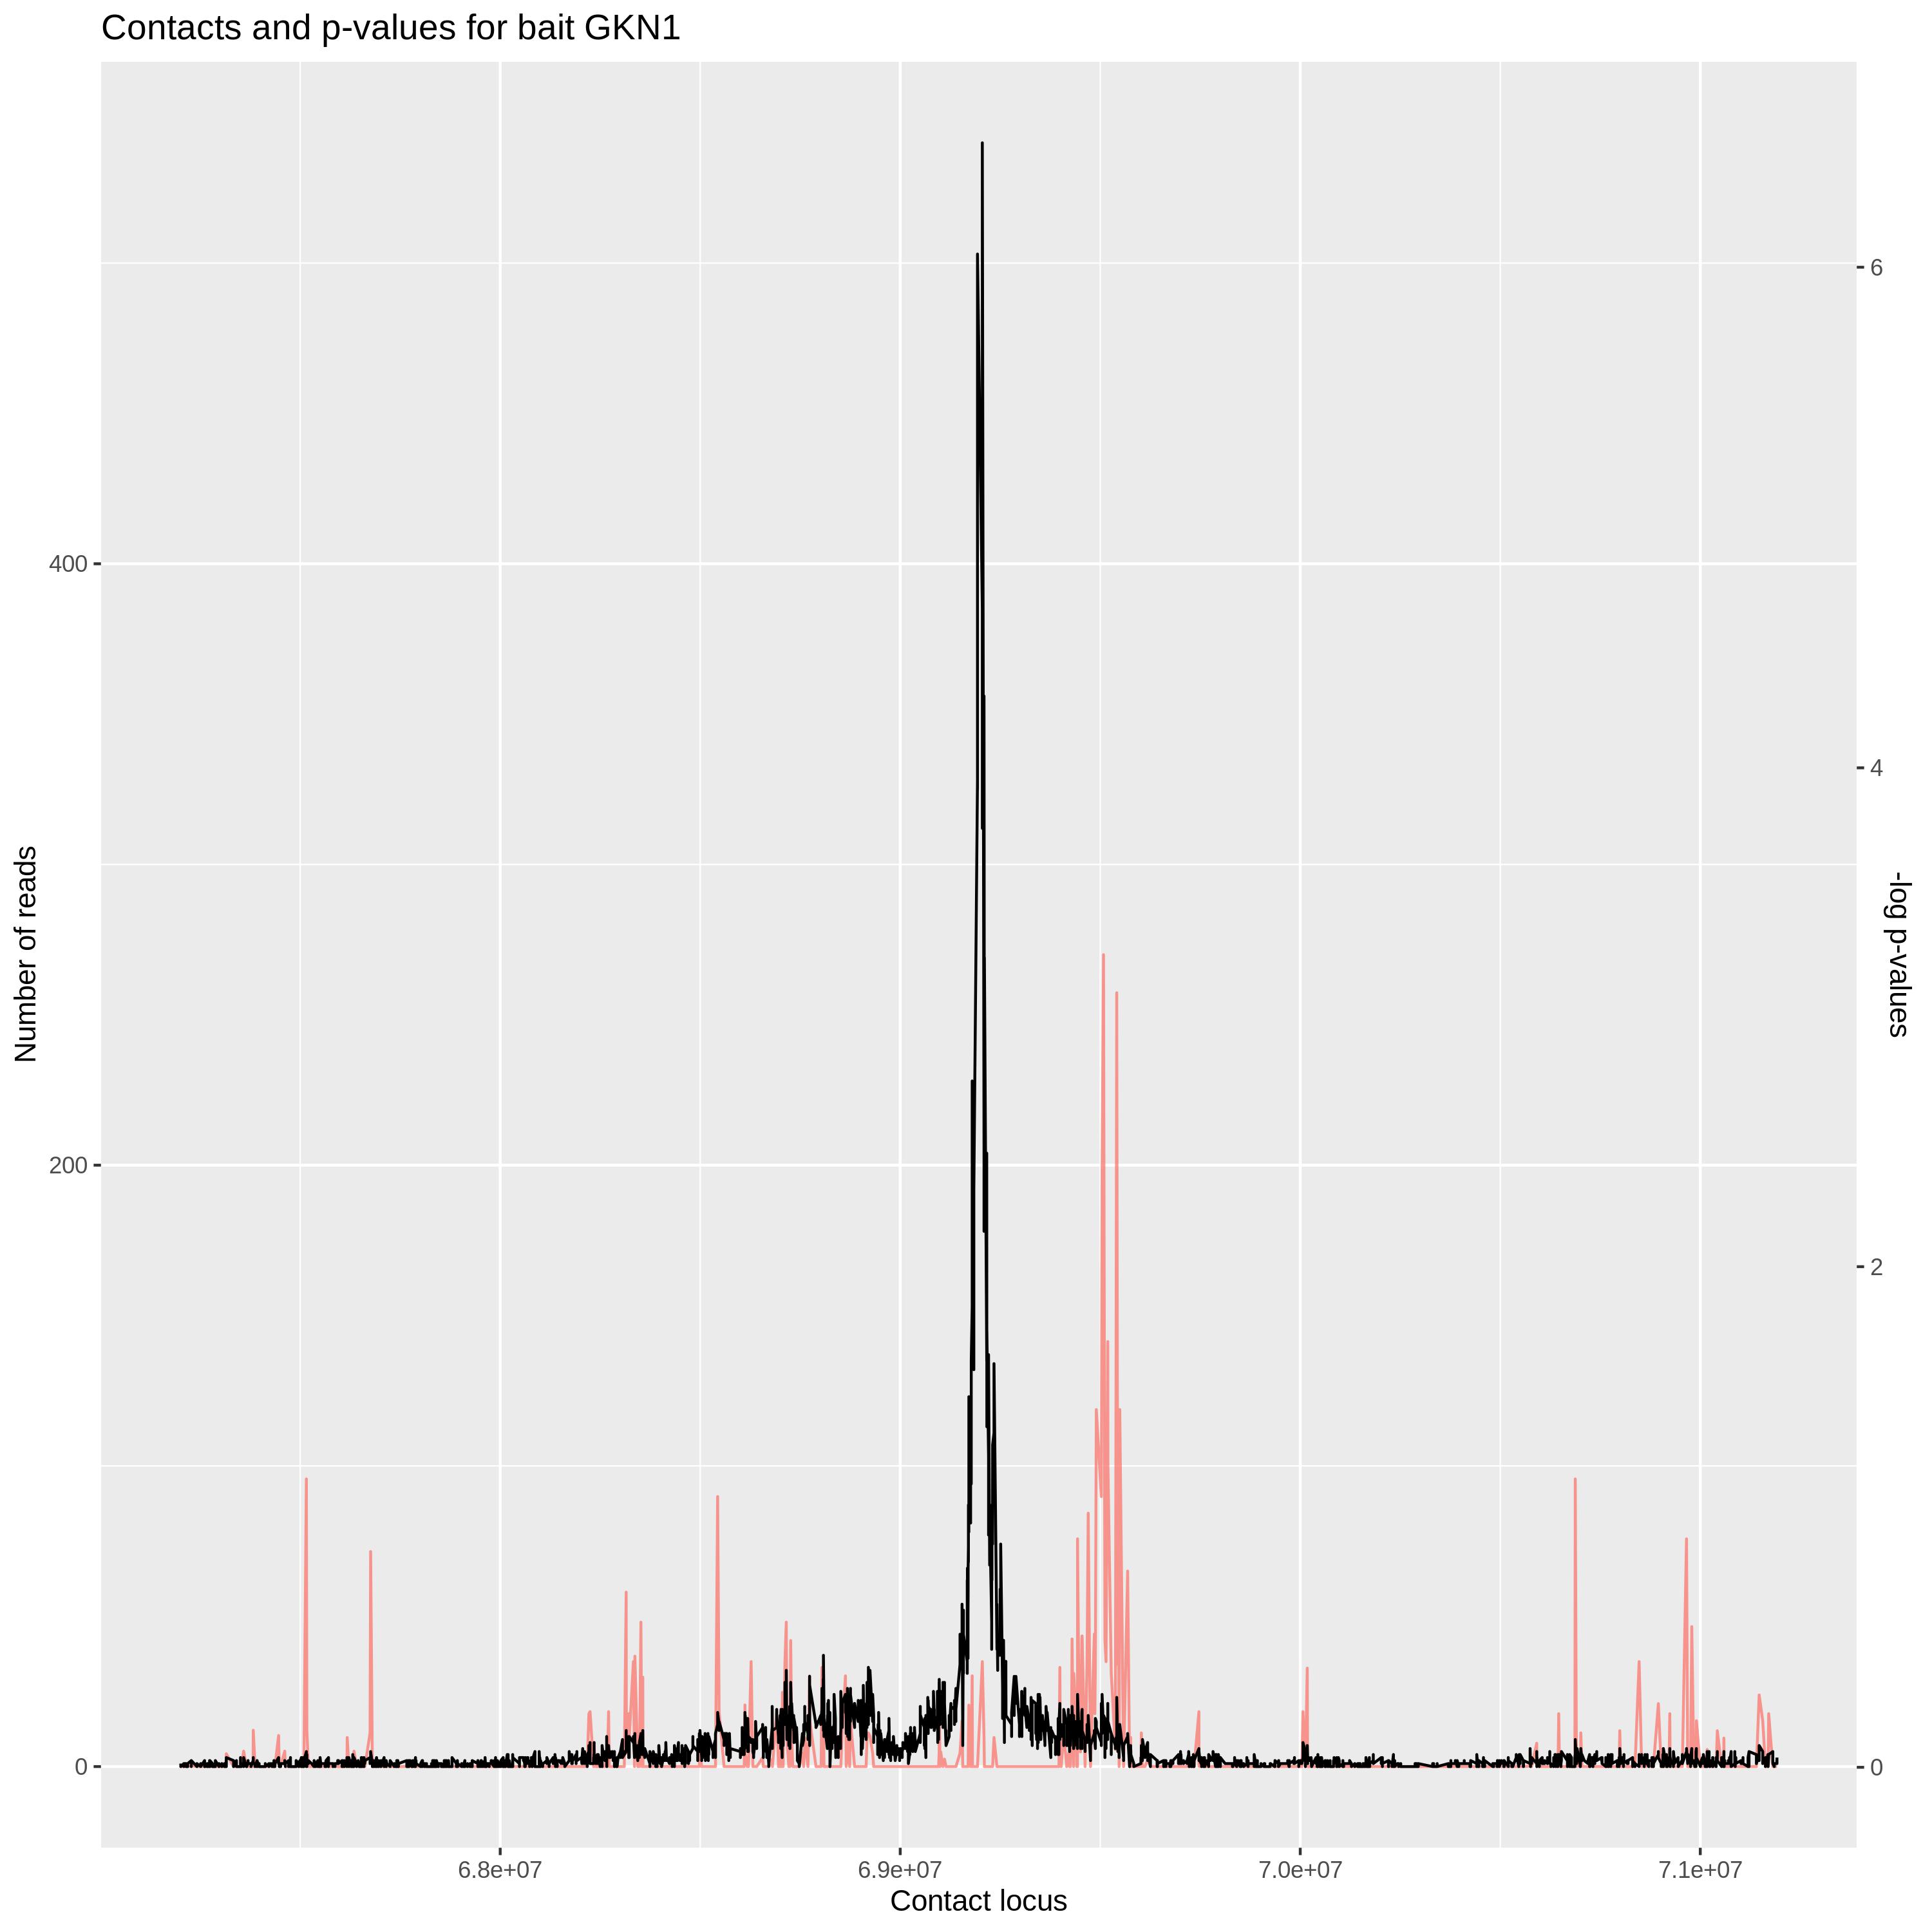 Contacts and p-values for bait GKN1
Number of reads
400
200
0
6
4
2
0
-log p-values
6.8e+07
6.9e+07
7.0e+07
7.1e+07
Contact locus